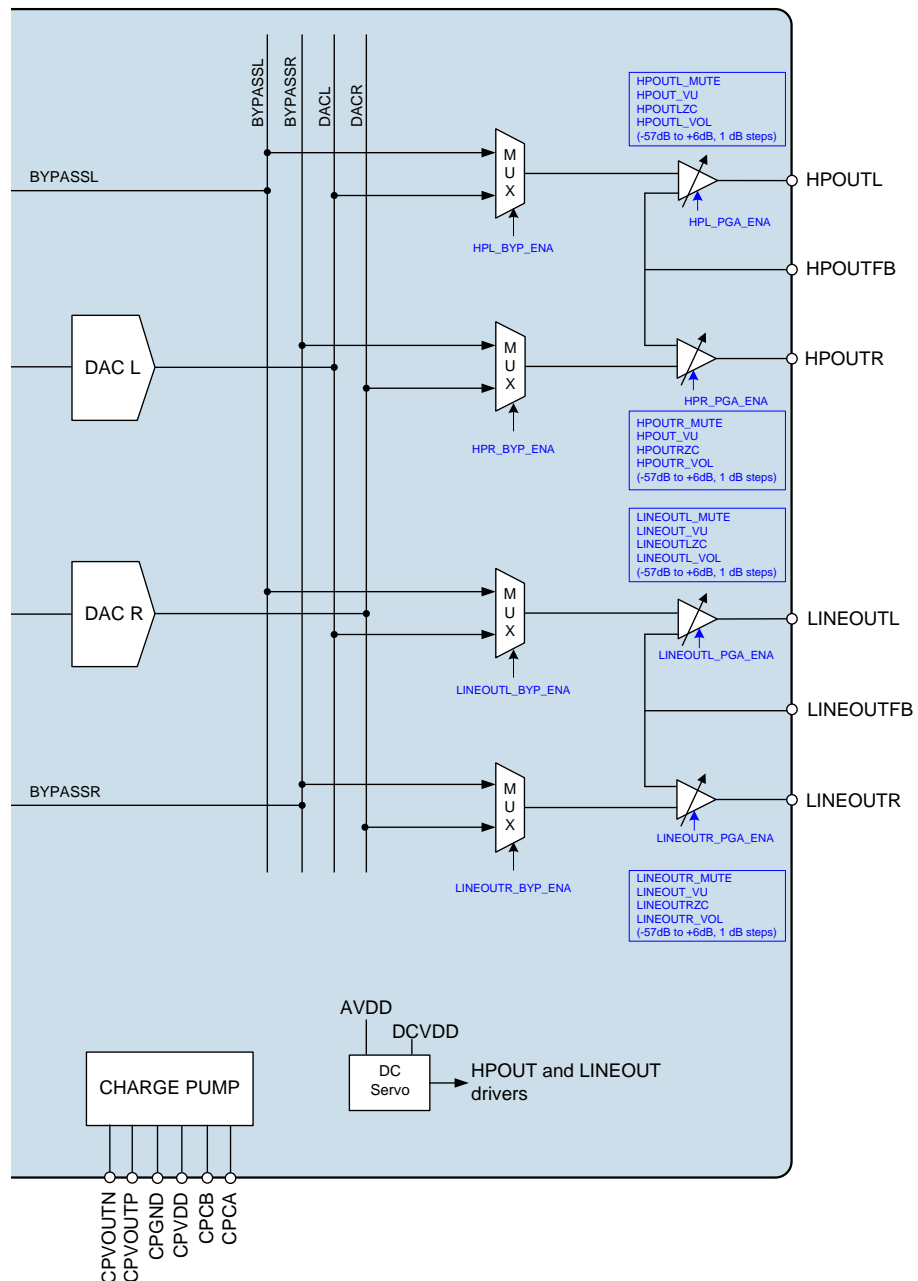 BYPASSL
BYPASSR
DACL
DACR
HPOUTL_MUTE
HPOUT_VU
HPOUTLZC
HPOUTL_VOL
(-57dB to +6dB, 1 dB steps)
BYPASSL
M
U
X
HPOUTL
HPL_PGA_ENA
HPL_BYP_ENA
HPOUTFB
DAC L
M
U
X
HPOUTR
HPR_PGA_ENA
HPR_BYP_ENA
HPOUTR_MUTE
HPOUT_VU
HPOUTRZC
HPOUTR_VOL
(-57dB to +6dB, 1 dB steps)
LINEOUTL_MUTE
LINEOUT_VU
LINEOUTLZC
LINEOUTL_VOL
(-57dB to +6dB, 1 dB steps)
DAC R
M
U
X
LINEOUTL
LINEOUTL_PGA_ENA
LINEOUTL_BYP_ENA
LINEOUTFB
BYPASSR
M
U
X
LINEOUTR
LINEOUTR_PGA_ENA
LINEOUTR_BYP_ENA
LINEOUTR_MUTE
LINEOUT_VU
LINEOUTRZC
LINEOUTR_VOL
(-57dB to +6dB, 1 dB steps)
AVDD
DCVDD
CHARGE PUMP
DC
Servo
HPOUT and LINEOUT
drivers
CPVOUTN
CPVOUTP
CPGND
CPVDD
CPCB
CPCA